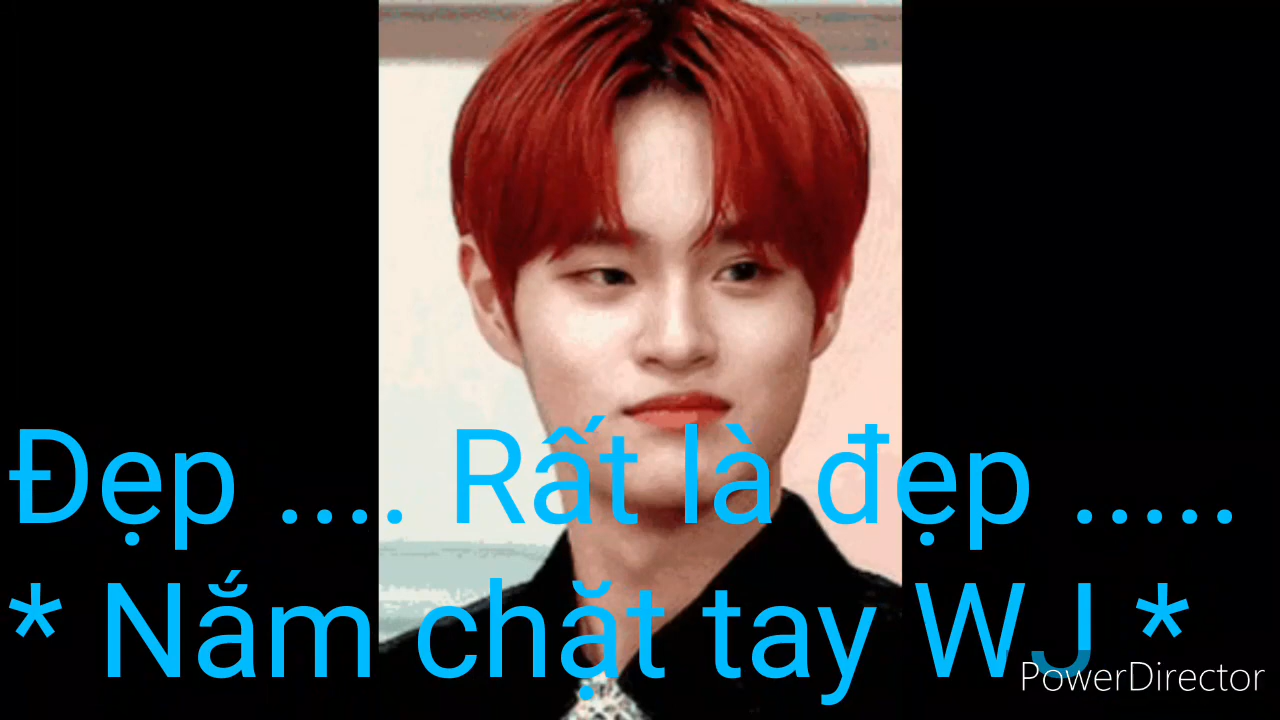 Đẹp .... Rất là đẹp .....
* Nắm chặt tay WJ *
PowerDirector